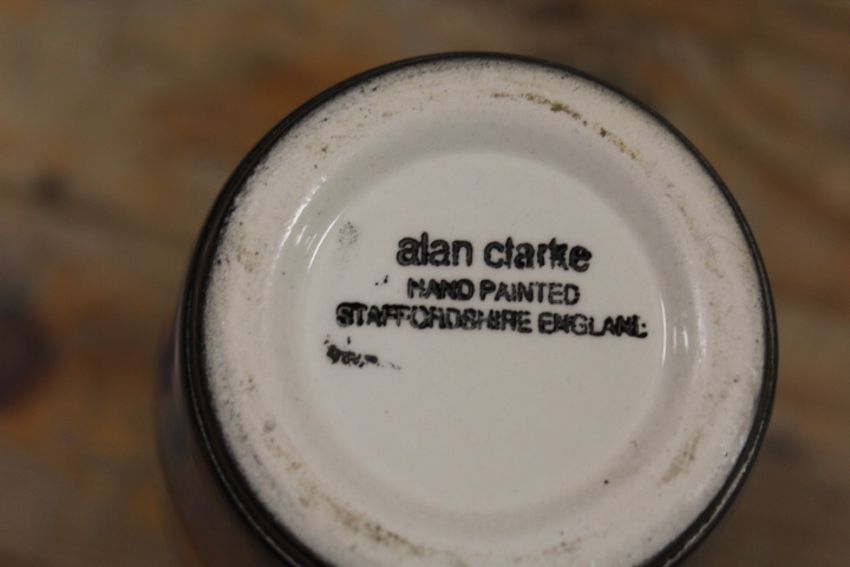 alan clarke
HAND PAINTED
STAFFORDSHIRE ENGLAND